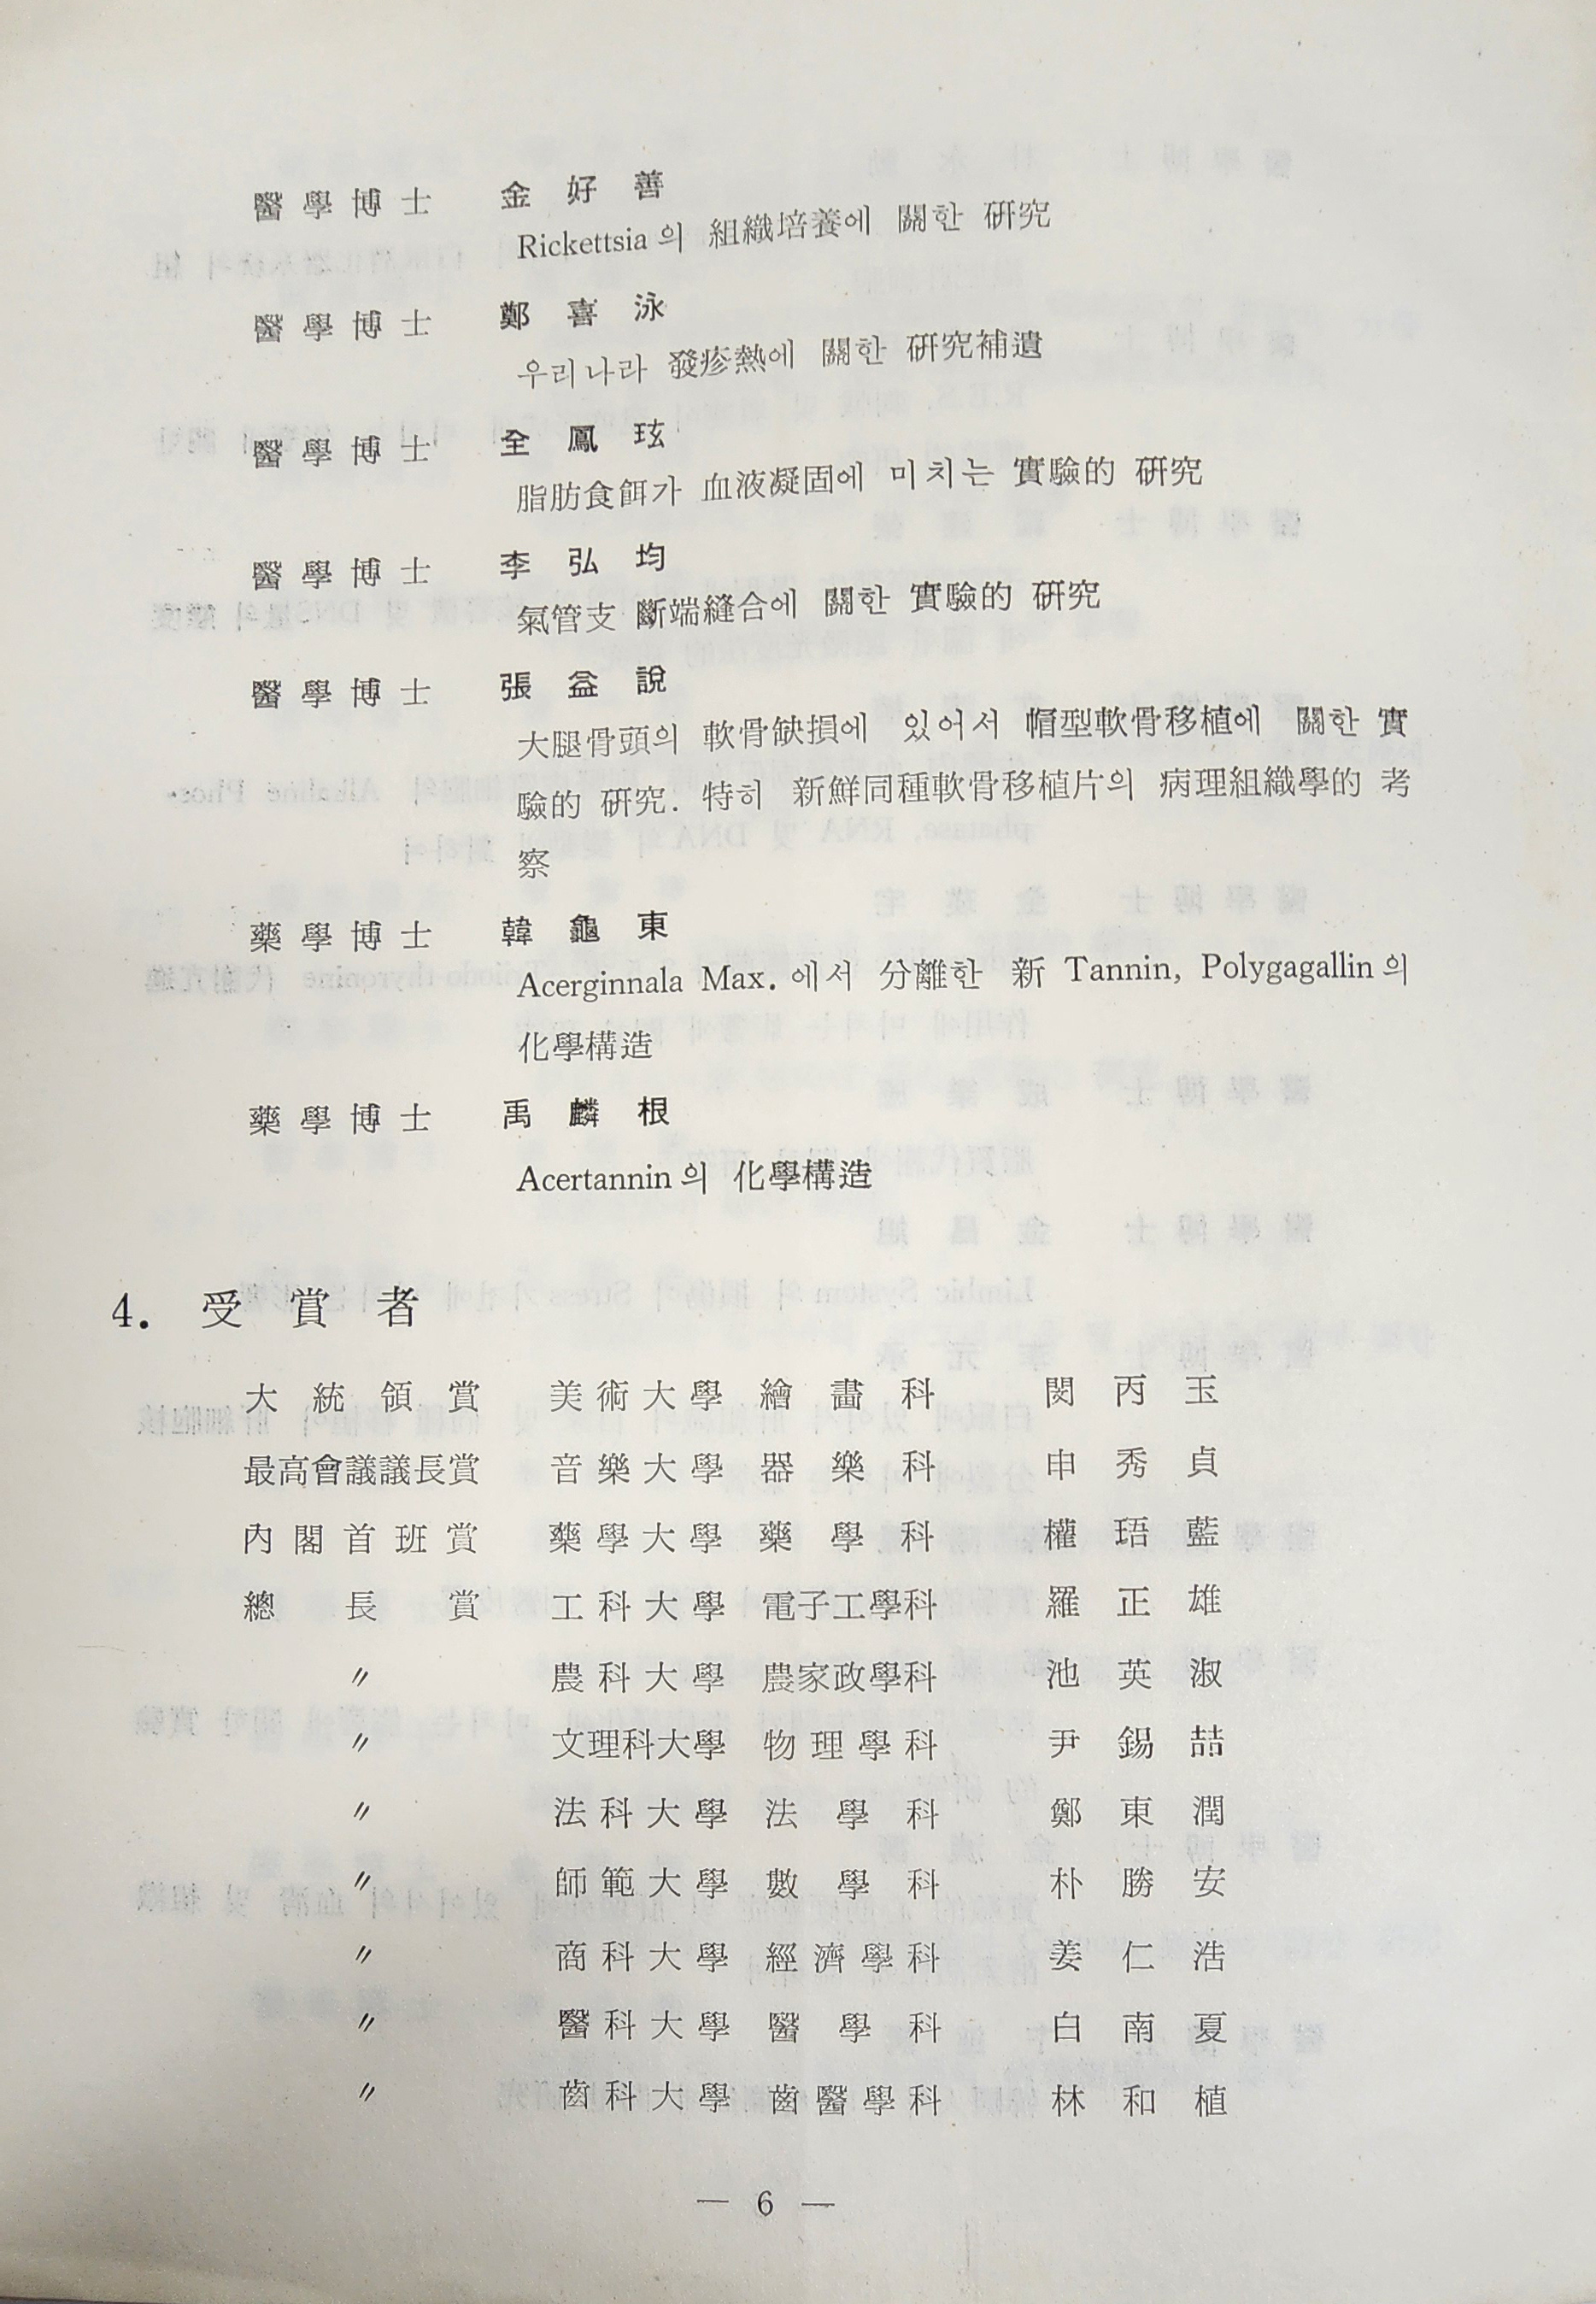 醫學博士 金好善
Rickettsia의 組織培養에 關한 硏究
醫學博士 鄭喜泳
우리나라 發疹熱에 關한 硏究補遺
醫學博士 全鳳玹
脂肪食餌가 血液凝固에 미치는 實驗的 硏究
醫學博士 李弘均
氣管支 斷端縫合에 關한 實驗的 硏究
醫學博士 張益說
大腿骨頭의 軟骨缺損에 있어서 帽型軟骨移植에 關한 實
驗的 硏究. 特히 新鮮同種軟骨移植片의 病理組織學的 考
察
藥學博士 韓龜東
Acerginnala Max.에서 分離한 新 Tannin, Polygagallin의
化學構造
藥學博士 禹麟根
Acertannin의 化學構造
4. 受賞者
大統領賞 美術大學 繪畵科 閔丙玉
最高會議議長賞 音樂大學 器樂科 申秀貞
內閣首班賞 藥學大學 藥學科 權珸藍
總長賞 工科大學 電子工學科 羅正雄
〃 農科大學 農家政學科 池英淑
〃 文理科大學 物理學科 尹錫喆
〃 法科大學 法學科 鄭東潤
〃 師範大學 數學科 朴勝安
〃 商科大學 經濟學科 姜仁浩
〃 醫科大學 醫學科 白南夏
〃 齒科大學 齒醫學科 林和植
— 6 —